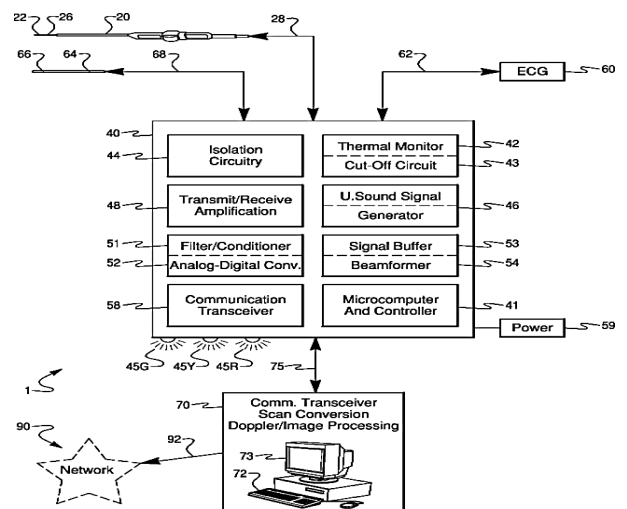 22 26 20 28
66 64 68 62 ECG 60
40
44 Isolation Circuitry
Thermal Monitor 42
Cut-Off Circuit 43
48 Transmit/Receive Amplification
U.Sound Signal Generator 46
51 Filter/Conditioner
52 Analog-Digital Conv.
Signal Buffer 53
Beamformer 54
58 Communication Transceiver
Microcomputer And Controller 41
Power 59
45G 45Y 45R 75
1
70 Comm. Transceiver
Scan Conversion
Doppler/Image Processing
90 92 73
Network
72